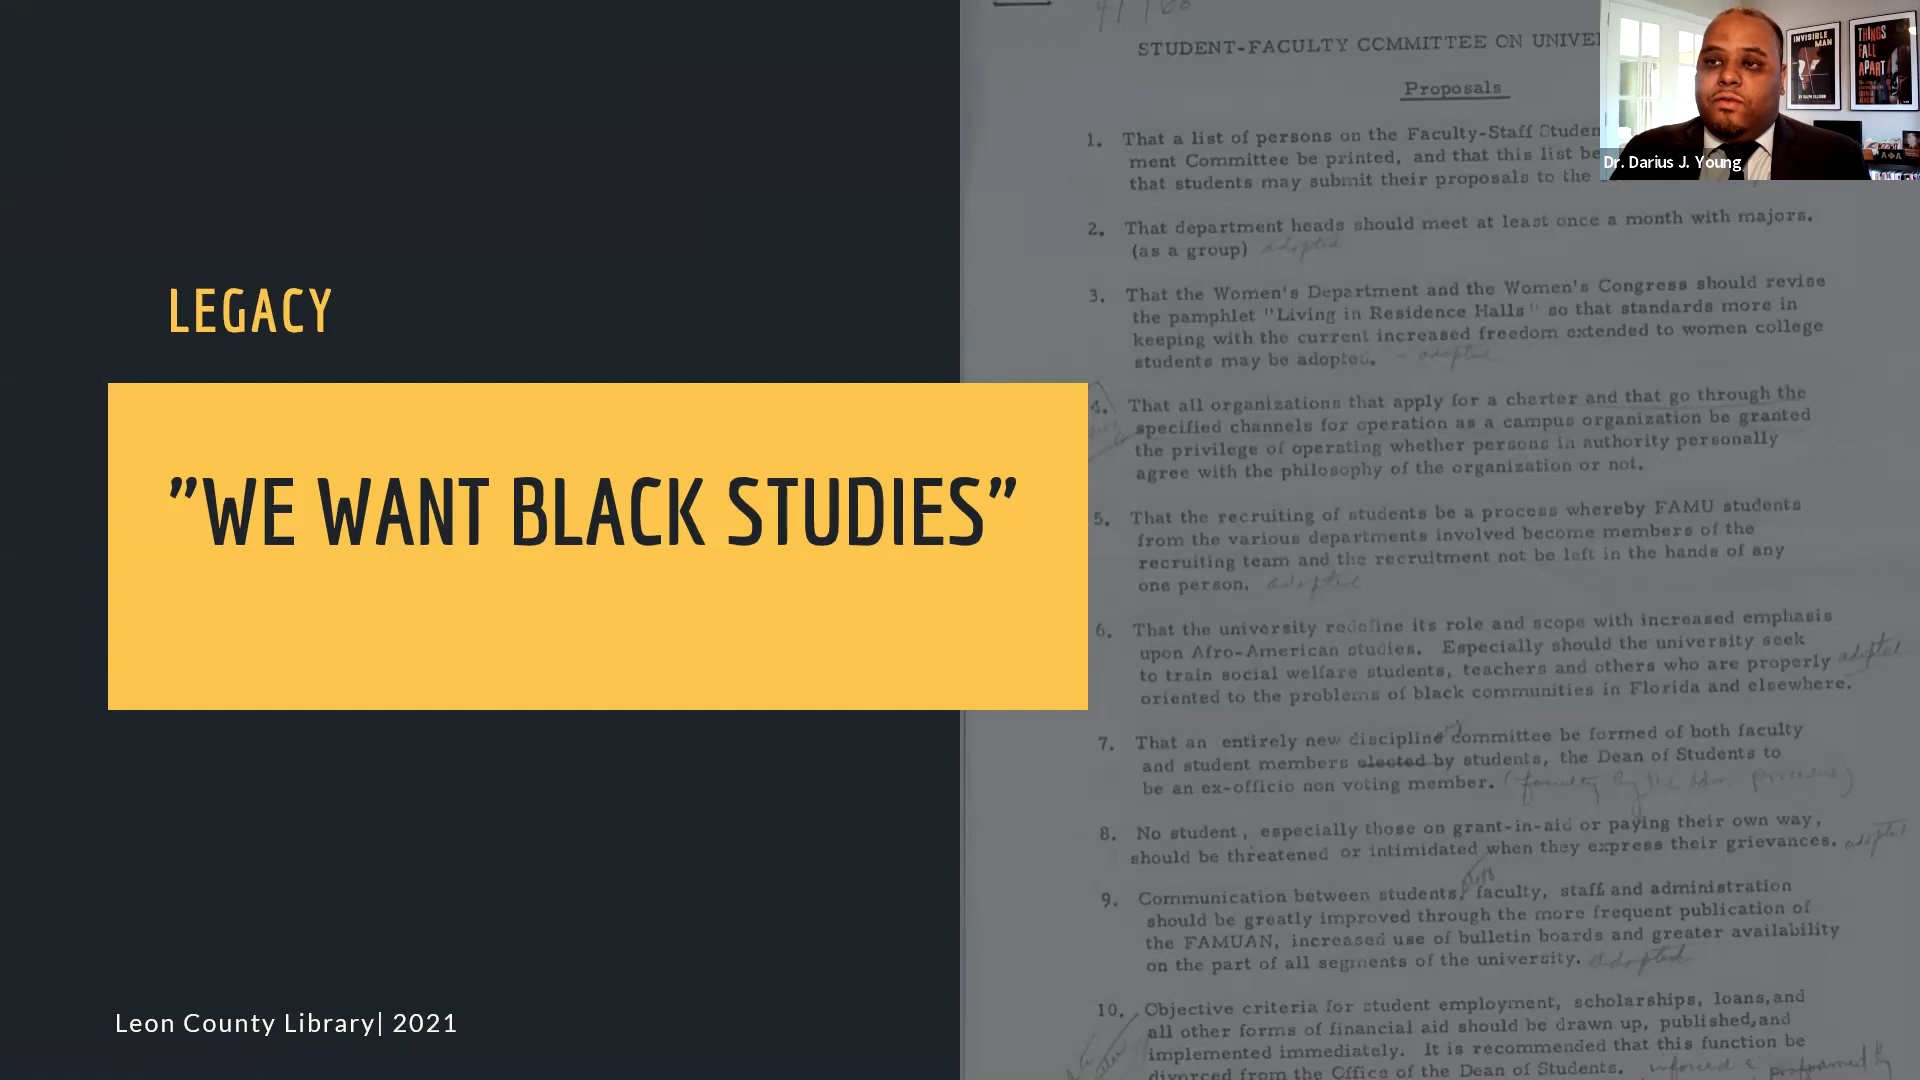 LEGACY
"WE WANT BLACK STUDIES"
Leon County Library| 2021
STUDENT-FACULTY COMMITTEE ON
Proposals
1. That a list of persons on the Faculty-Staff
ment Committee be printed, and that this list be
that students may submit their proposals to the
2. That department heads should meet at least once a month with majors.
(as a group) adopted
3. That the Women's Department and the Women's Congress should revise
the pamphlet "Living in Residence Halls" so that standards more in
keeping with the current increased freedom extended to women college
students may be adopted. - adopted
4. That all organizations that apply for a charter and that go through the
specified channels for operation as a campus organization be granted
the privilege of operating whether persons in authority personally
agree with the philosophy of the organization or not.
5. That the recruiting of students be a process whereby FAMU students
from the various departments involved become members of the
recruiting team and the recruitment not be left in the hands of any
one person. adopted
6. That the university redefine its role and scope with increased emphasis
upon Afro-American studies. Especially should the university seek
to train social welfare students, teachers and others who are properly adopted
oriented to the problems of black communities in Florida and elsewhere.
7. That an entirely new discipline committee be formed of both faculty
and student members elected by students, the Dean of Students to
be an ex-officio non voting member. (faculty by the adm.
8. No student, especially those on grant-in-aid or paying their own way,
should be threatened or intimidated when they express their grievances. adopted
9. Communication between students, faculty, staff and administration
should be greatly improved through the more frequent publication of
the FAMUAN, increased use of bulletin boards and greater availability
on the part of all segments of the university. adopted
10. Objective criteria for student employment, scholarships, loans, and
all other forms of financial aid should be drawn up, published, and
implemented immediately. It is recommended that this function be
divorced from the Office of the Dean of Students.
INVISIBLE
MAN
BY RALPH ELLISON
THINGS
FALL
APART
Dr. Darius J. Young
ΑΦΑ